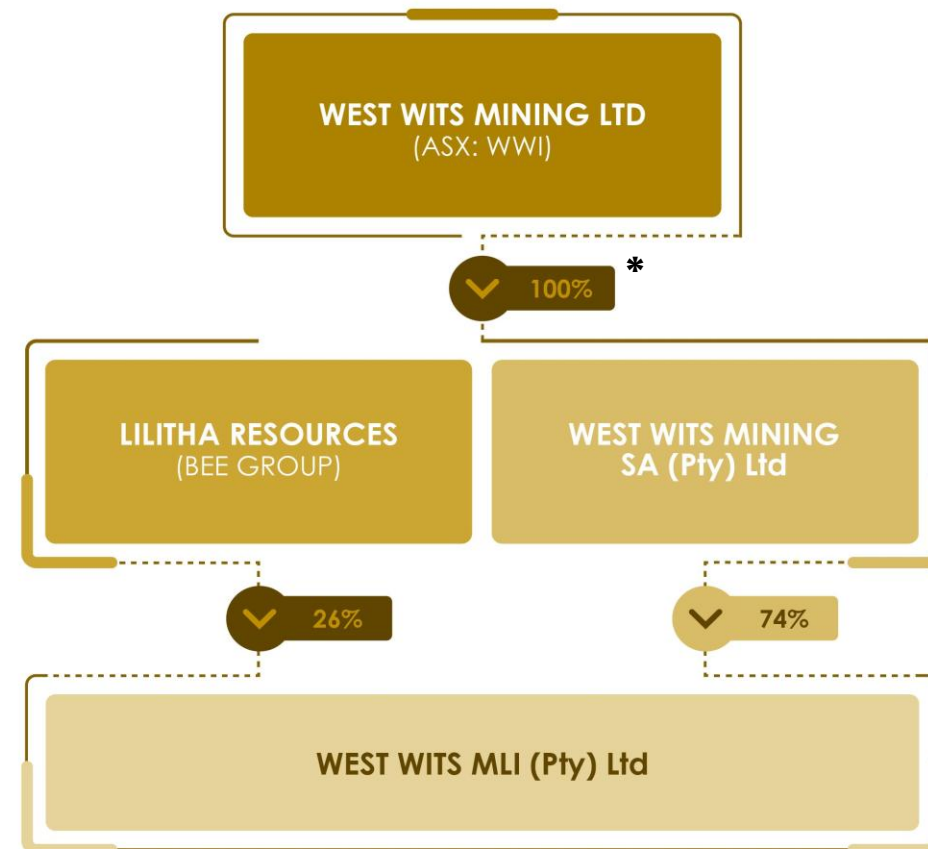 WEST WITS MINING LTD
(ASX: WWI)
100%
*
LILITHA RESOURCES
(BEE GROUP)
WEST WITS MINING
SA (Pty) Ltd
26%
74%
WEST WITS MLI (Pty) Ltd